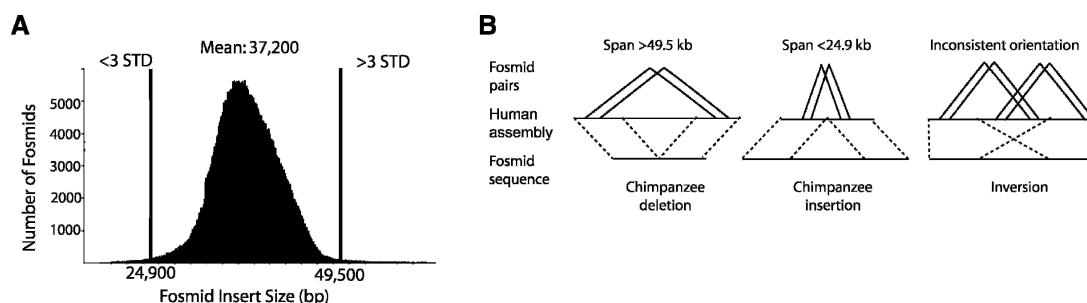 A
<3 STD
Mean: 37,200
>3 STD
Number of Fosmids
5000
4000
3000
2000
1000
24,900
49,500
Fosmid Insert Size (bp)
B
Span >49.5 kb
Span <24.9 kb
Inconsistent orientation
Fosmid
pairs
Human
assembly
Fosmid
sequence
Chimpanzee
deletion
Chimpanzee
insertion
Inversion